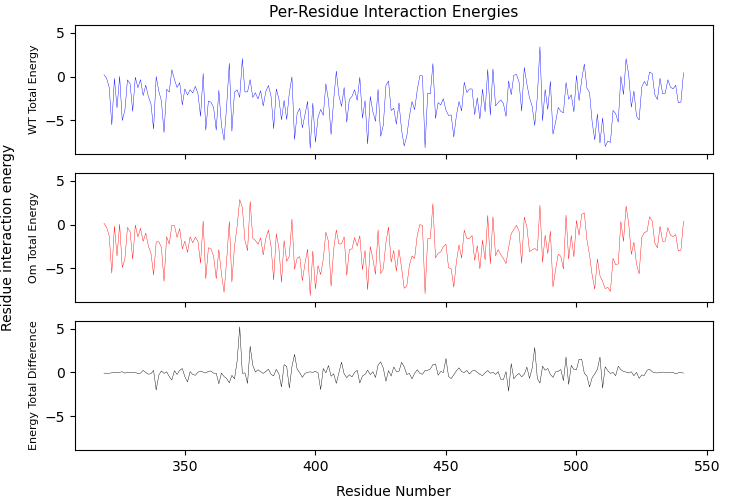 Per-Residue Interaction Energies
Residue interaction energy
WT Total Energy
5
0
−5
Om Total Energy
5
0
−5
Energy Total Difference
5
0
−5
350 400 450 500 550
Residue Number